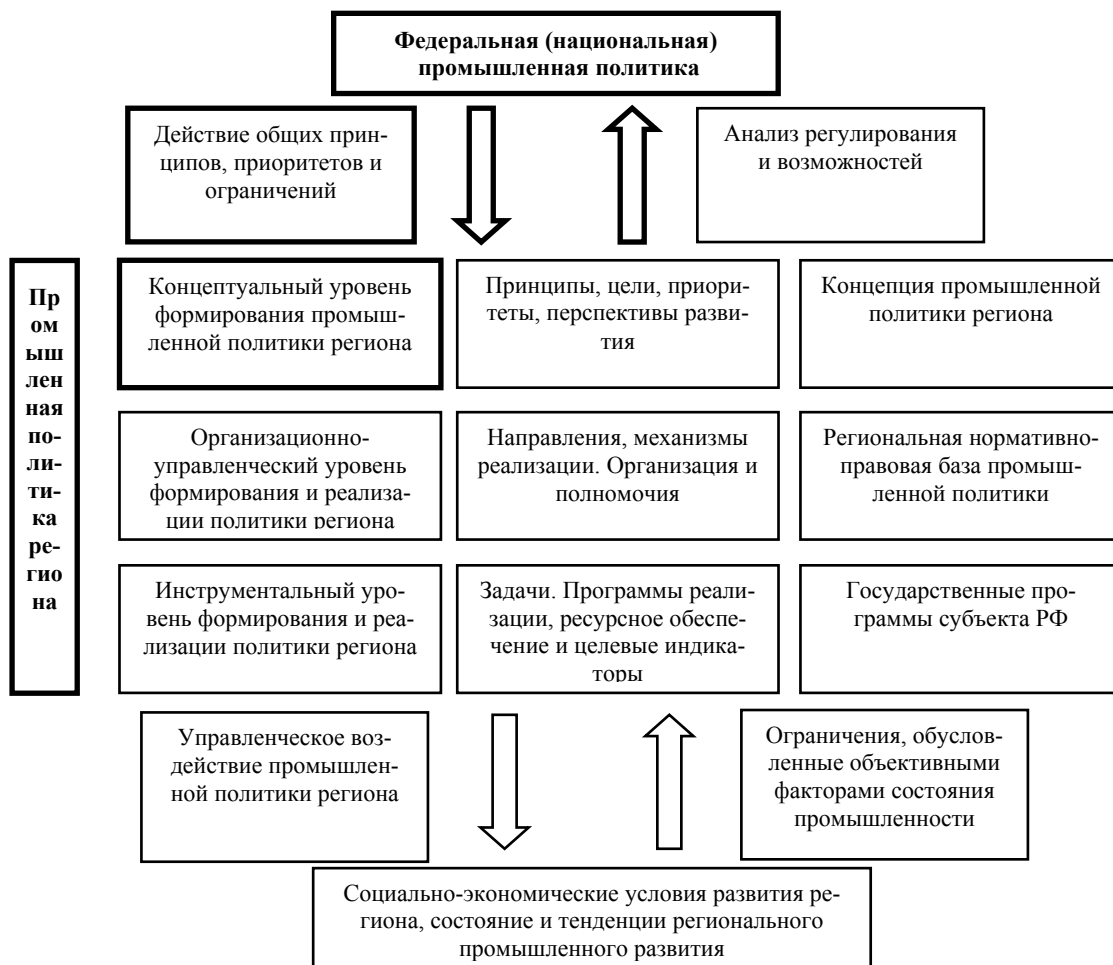 Федеральная (национальная)
промышленная политика
Действие общих прин-
ципов, приоритетов и
ограничений
Анализ регулирования
и возможностей
Пр
ом
ыш
лен
ная
по-
ли-
ти-
ка
ре-
гио
на
Концептуальный уровень
формирования промыш-
ленной политики региона
Принципы, цели, приори-
теты, перспективы разви-
тия
Концепция промышленной
политики региона
Организационно-
управленческий уровень
формирования и реализа-
ции политики региона
Направления, механизмы
реализации. Организация и
полномочия
Региональная нормативно-
правовая база промыш-
ленной политики
Инструментальный уро-
вень формирования и реа-
лизации политики региона
Задачи. Программы реали-
зации, ресурсное обеспе-
чение и целевые индика-
торы
Государственные про-
граммы субъекта РФ
Управленческое воз-
действие промышлен-
ной политики региона
Ограничения, обуслов-
ленные объективными
факторами состояния
промышленности
Социально-экономические условия развития ре-
гиона, состояние и тенденции регионального
промышленного развития